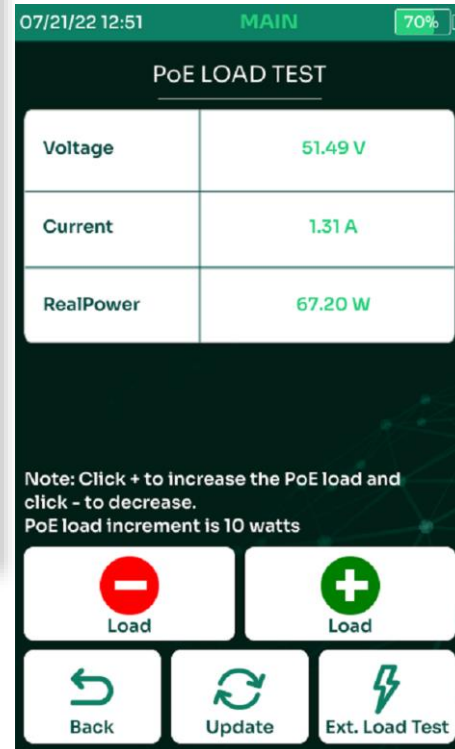 07/21/22 12:51 MAIN 70%
PoE LOAD TEST
Voltage 51.49 V
Current 1.31 A
RealPower 67.20 W
Note: Click + to increase the PoE load and
click - to decrease.
PoE load increment is 10 watts
Load Load
Back Update Ext. Load Test